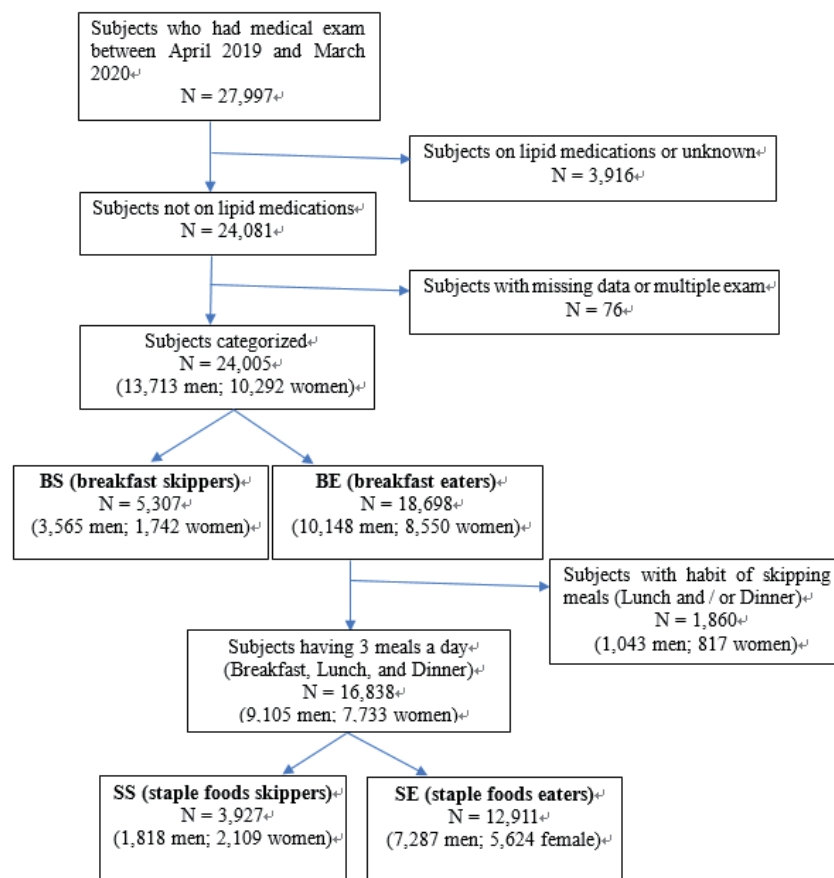 Subjects who had medical exam
between April 2019 and March
2020
N = 27,997
Subjects on lipid medications or unknown
N = 3,916
Subjects not on lipid medications
N = 24,081
Subjects with missing data or multiple exam
N = 76
Subjects categorized
N = 24,005
(13,713 men; 10,292 women)
BS (breakfast skippers)
N = 5,307
(3,565 men; 1,742 women)
BE (breakfast eaters)
N = 18,698
(10,148 men; 8,550 women)
Subjects with habit of skipping
meals (Lunch and / or Dinner)
N = 1,860
(1,043 men; 817 women)
Subjects having 3 meals a day
(Breakfast, Lunch, and Dinner)
N = 16,838
(9,105 men; 7,733 women)
SS (staple foods skippers)
N = 3,927
(1,818 men; 2,109 women)
SE (staple foods eaters)
N = 12,911
(7,287 men; 5,624 female)